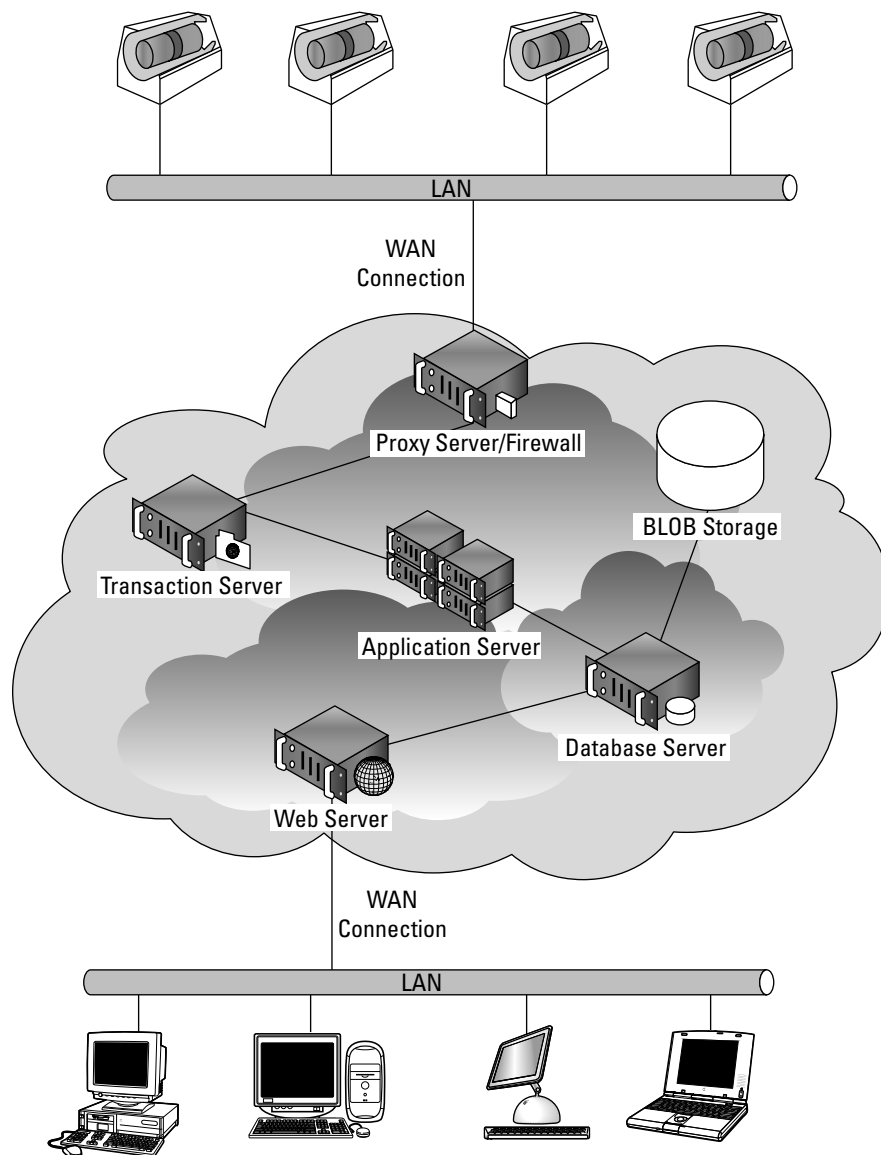 LAN
WAN
Connection
Proxy Server/Firewall
BLOB Storage
Transaction Server
Application Server
Database Server
Web Server
WAN
Connection
LAN